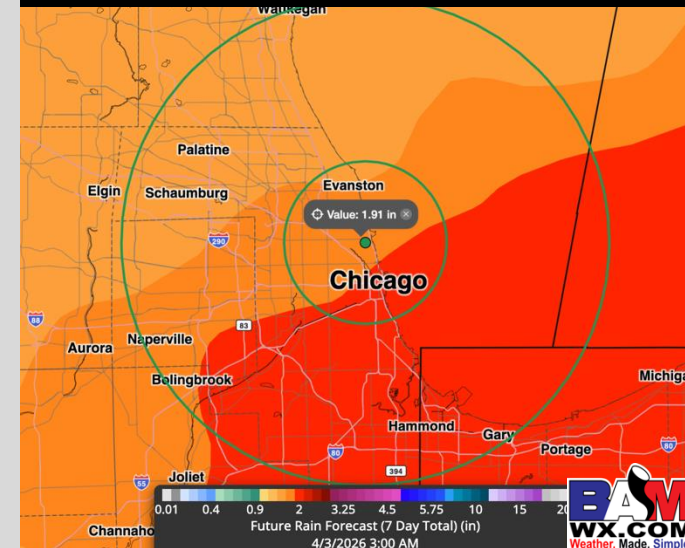 Waukegan
Palatine
Elgin
Schaumburg
Evanston
Value: 1.91 in
290
Chicago
88
83
Naperville
Aurora
Bolingbrook
Michiga
Hammond
Gary
Portage
80
80
394
55
Joliet
0.01 0.4 0.9 2 3.25 4.5 5.75 10 15 20
Future Rain Forecast (7 Day Total) (in)
4/3/2026 3:00 AM
Channaho
BAM
WX.COM
Weather. Made. Simple